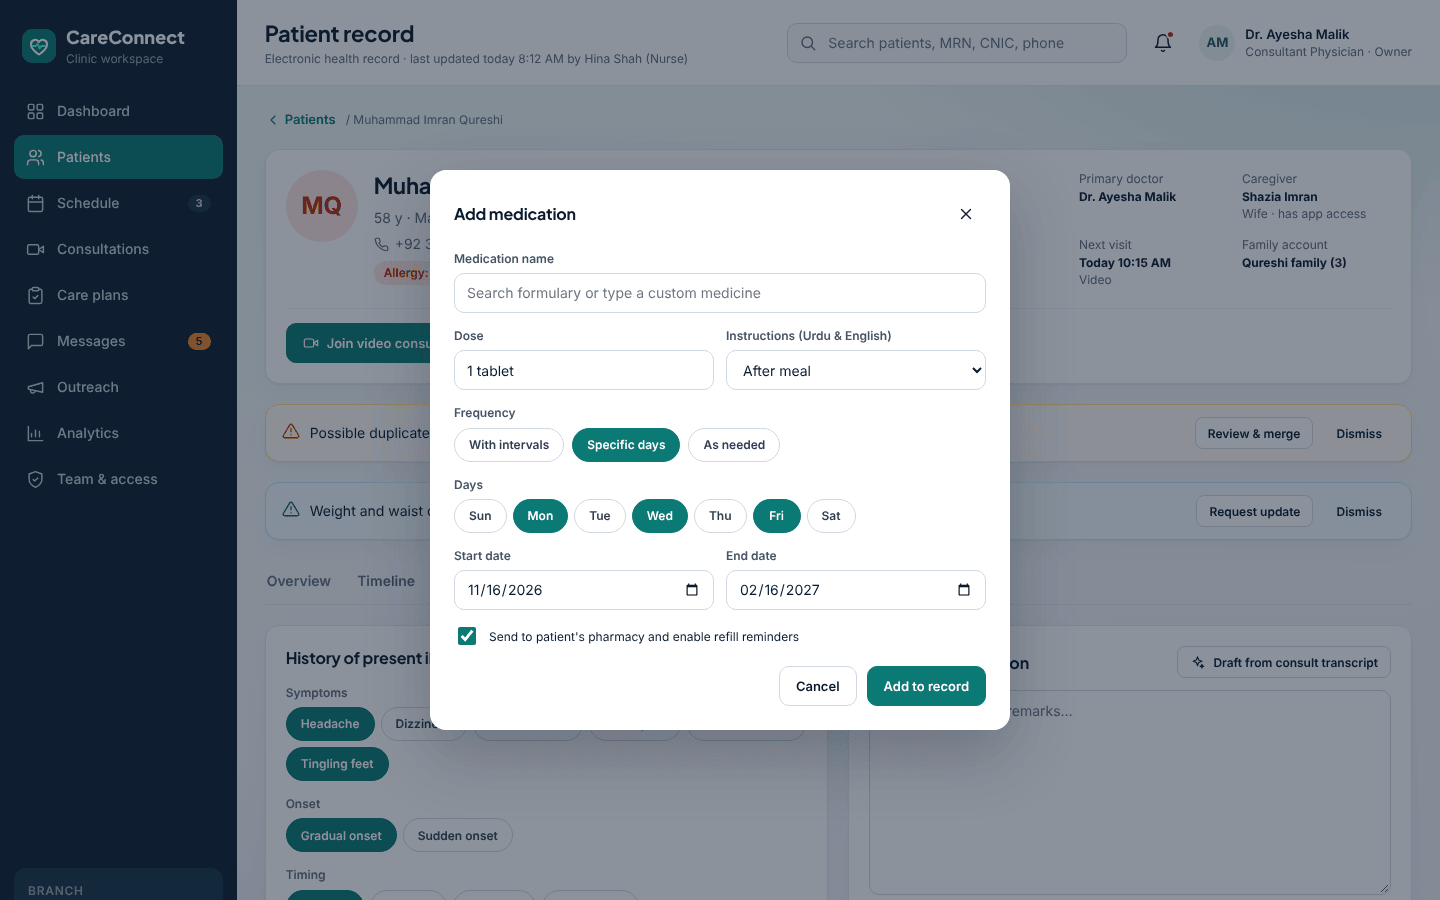 CareConnect
Clinic workspace
Dashboard
Patients
Schedule
3
Consultations
Care plans
Messages
5
Outreach
Analytics
Team & access
BRANCH
Patient record
Electronic health record · last updated today 8:12 AM by Hina Shah (Nurse)
Search patients, MRN, CNIC, phone
AM
Dr. Ayesha Malik
Consultant Physician · Owner
Patients / Muhammad Imran Qureshi
MQ
58 y ·
+92
Allergy:
Join video
Primary doctor
Dr. Ayesha Malik
Caregiver
Shazia Imran
Wife · has app access
Next visit
Today 10:15 AM
Video
Family account
Qureshi family (3)
Possible duplicate
Review & merge
Dismiss
Weight and waist
Request update
Dismiss
Overview
Timeline
History of present
Symptoms
Headache
Tingling feet
Onset
Gradual onset
Sudden onset
Timing
Draft from consult transcript
remarks...
Add medication
Medication name
Search formulary or type a custom medicine
Dose
Instructions (Urdu & English)
1 tablet
After meal
Frequency
With intervals
Specific days
As needed
Days
Sun
Mon
Tue
Wed
Thu
Fri
Sat
Start date
End date
11/16/2026
02/16/2027
Send to patient's pharmacy and enable refill reminders
Cancel
Add to record